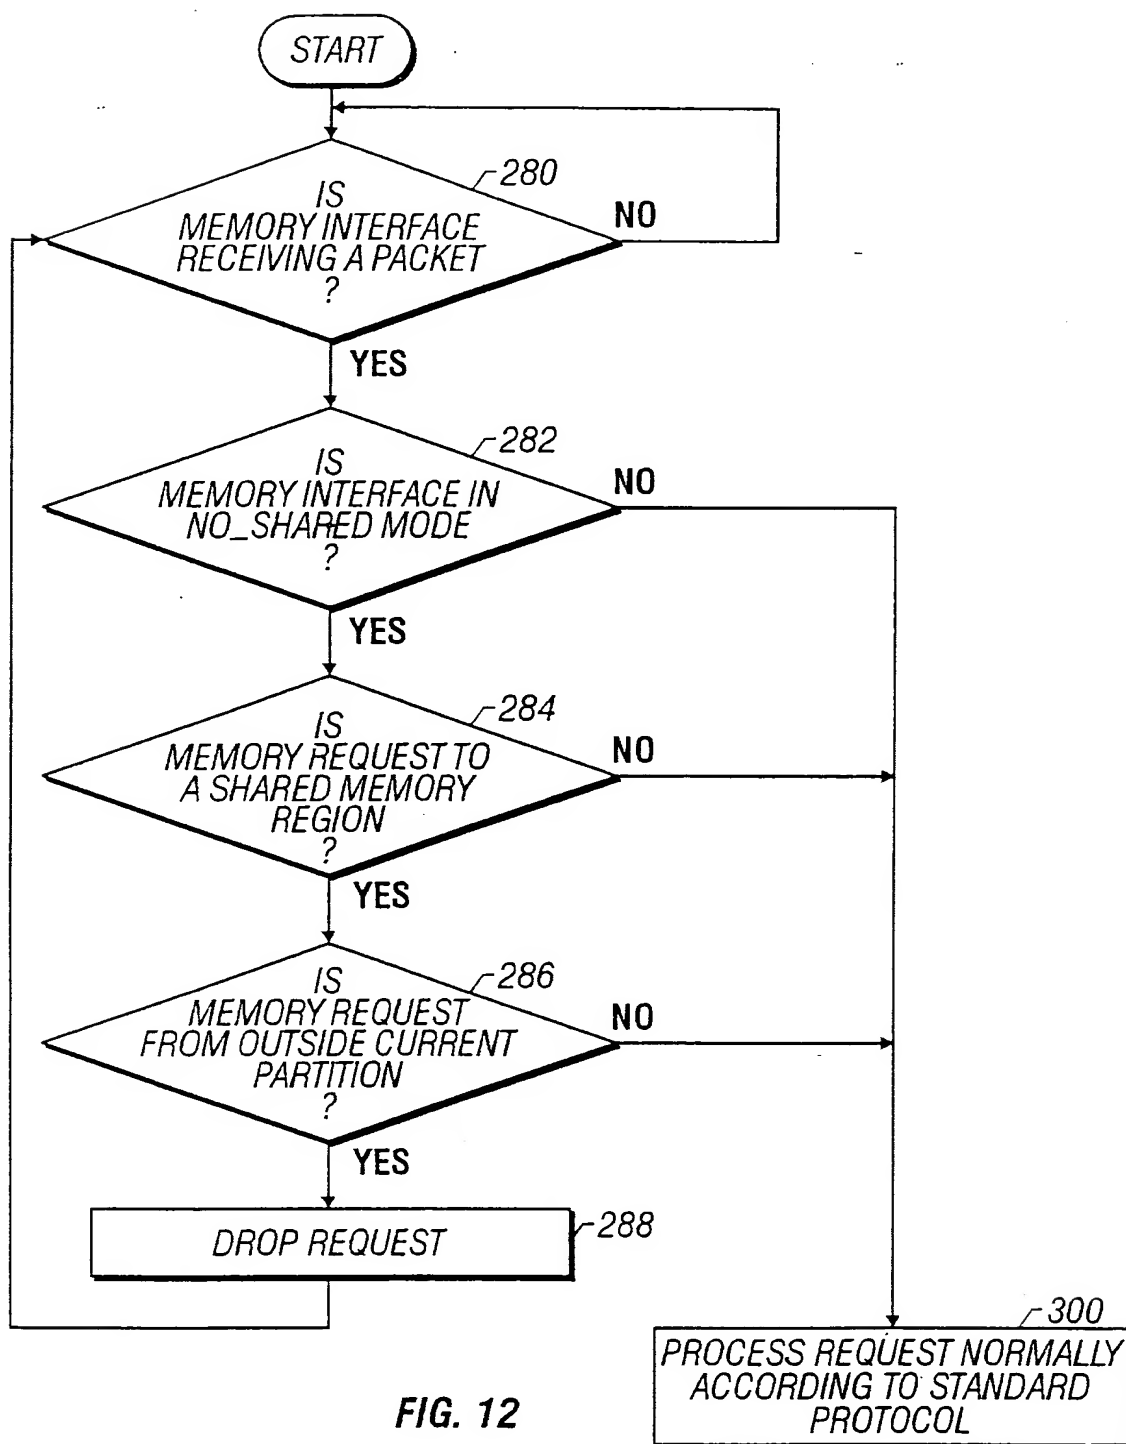 START
280
IS
MEMORY INTERFACE
RECEIVING A PACKET
?
NO
YES
282
IS
MEMORY INTERFACE IN
NO_SHARED MODE
?
NO
YES
284
IS
MEMORY REQUEST TO
A SHARED MEMORY
REGION
?
NO
YES
286
IS
MEMORY REQUEST
FROM OUTSIDE CURRENT
PARTITION
?
NO
YES
DROP REQUEST
288
300
PROCESS REQUEST NORMALLY
ACCORDING TO STANDARD
PROTOCOL
FIG. 12